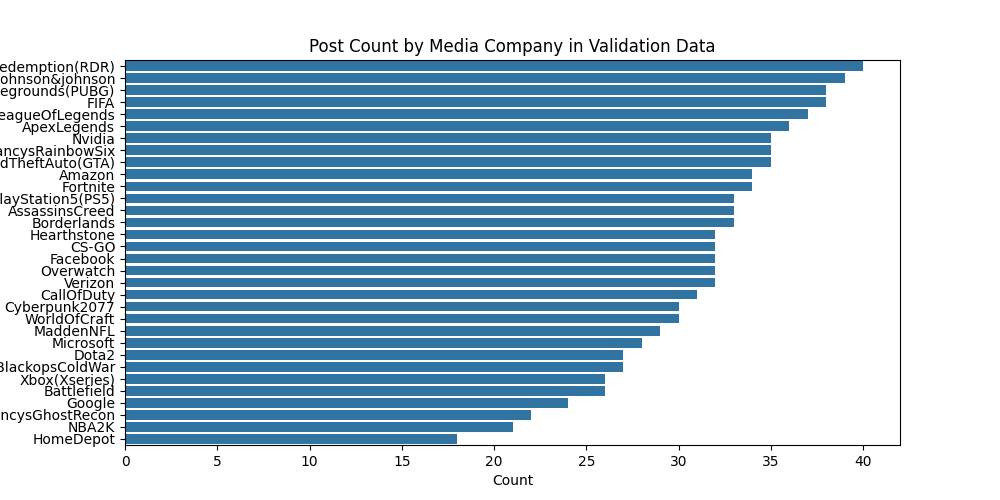 Post Count by Media Company in Validation Data
edemption(RDR)
ohnson&johnson
egrounds(PUBG)
FIFA
eagueOfLegends
ApexLegends
Nvidia
ancysRainbowSix
dTheftAuto(GTA)
Amazon
Fortnite
layStation5(PS5)
AssassinsCreed
Borderlands
Hearthstone
CS-GO
Facebook
Overwatch
Verizon
CallOfDuty
Cyberpunk2077
WorldOfCraft
MaddenNFL
Microsoft
Dota2
BlackopsColdWar
Xbox(Xseries)
Battlefield
Google
ncysGhostRecon
NBA2K
HomeDepot
0 5 10 15 20 25 30 35 40
Count